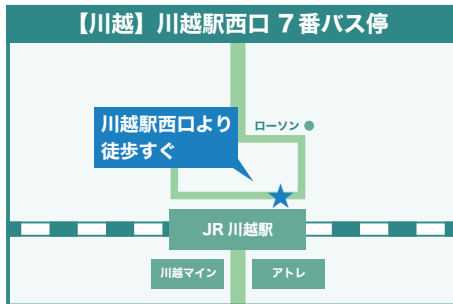 【川越】川越駅西口 7番バス停
川越駅西口より
徒歩すぐ
ローソン
JR 川越駅
川越マイン
アトレ